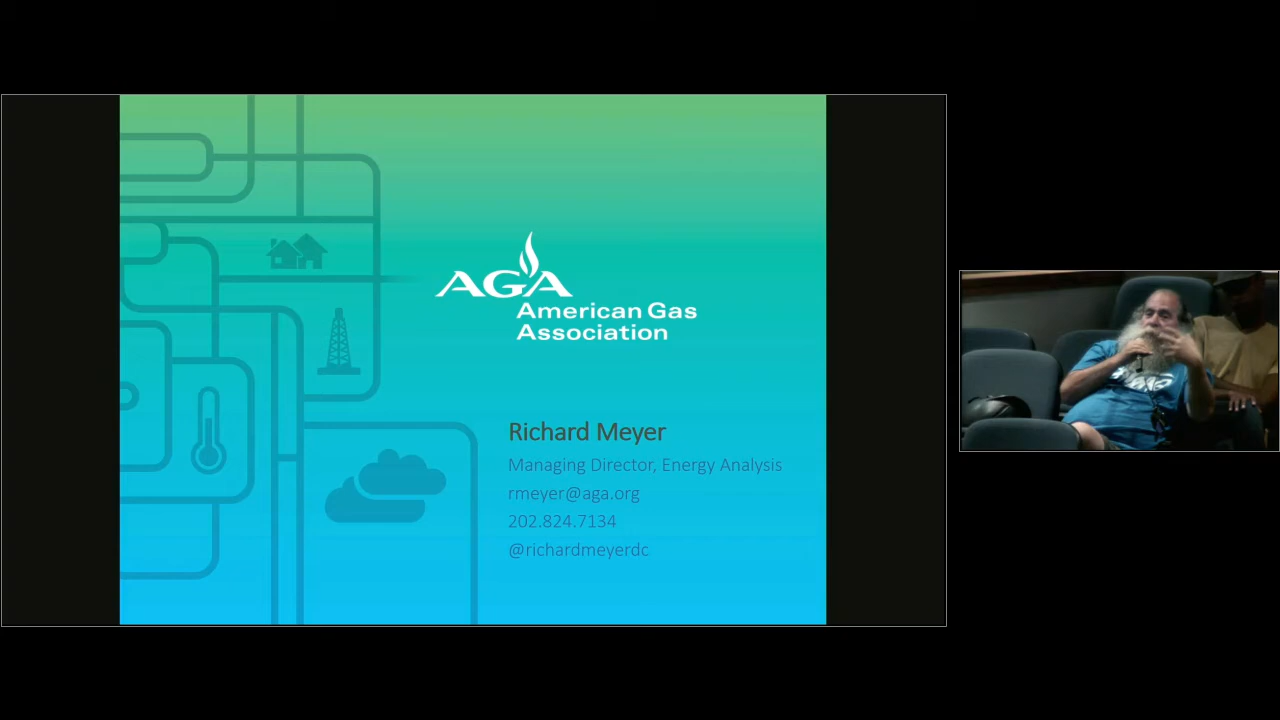 AGA
American Gas
Association
Richard Meyer
Managing Director, Energy Analysis
rmeyer@aga.org
202.824.7134
@richardmeyerdc